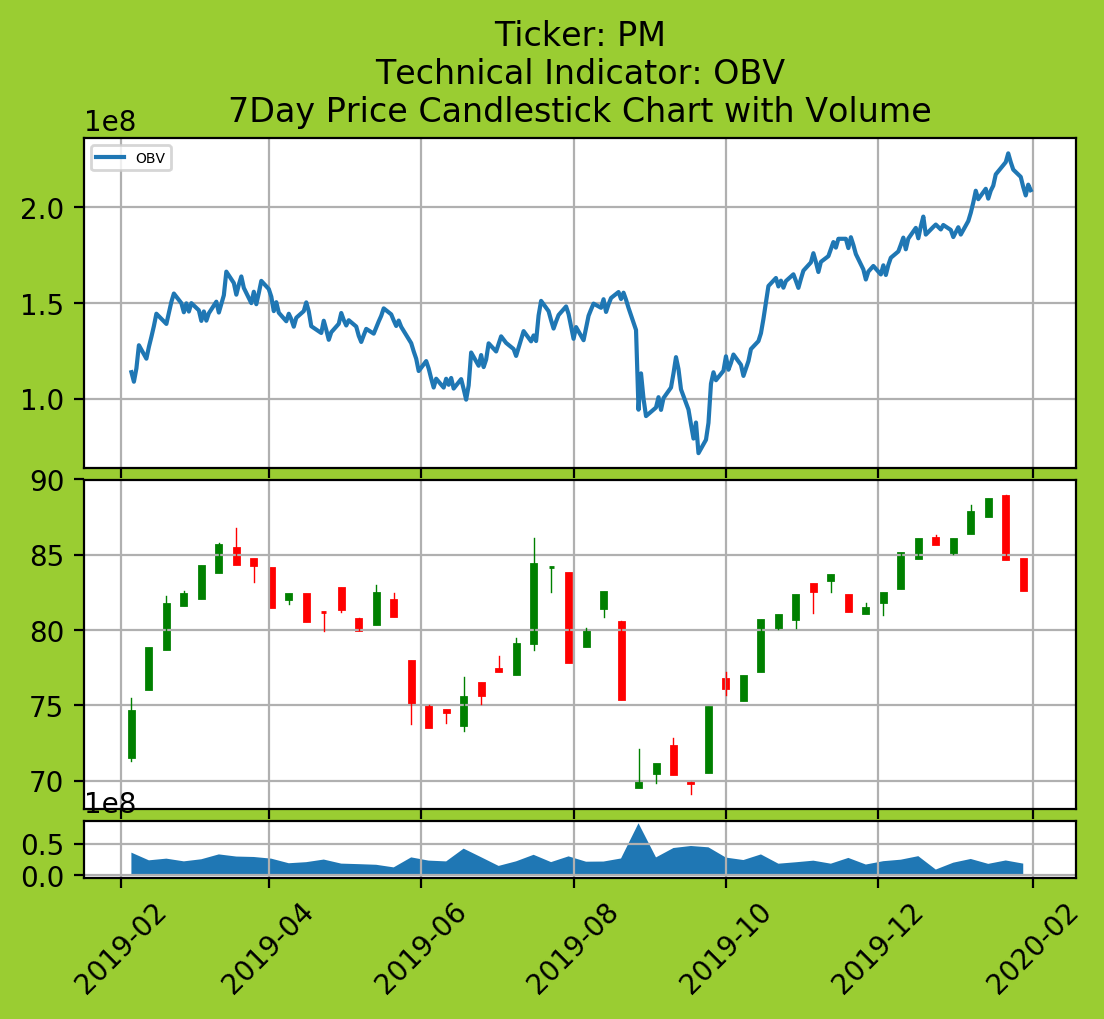 Ticker: PM
Technical Indicator: OBV
7Day Price Candlestick Chart with Volume
1e8
OBV
2.0
1.5
1.0
90
85
80
75
70
1e8
0.5
0.0
2019-02
2019-04
2019-06
2019-08
2019-10
2019-12
2020-02